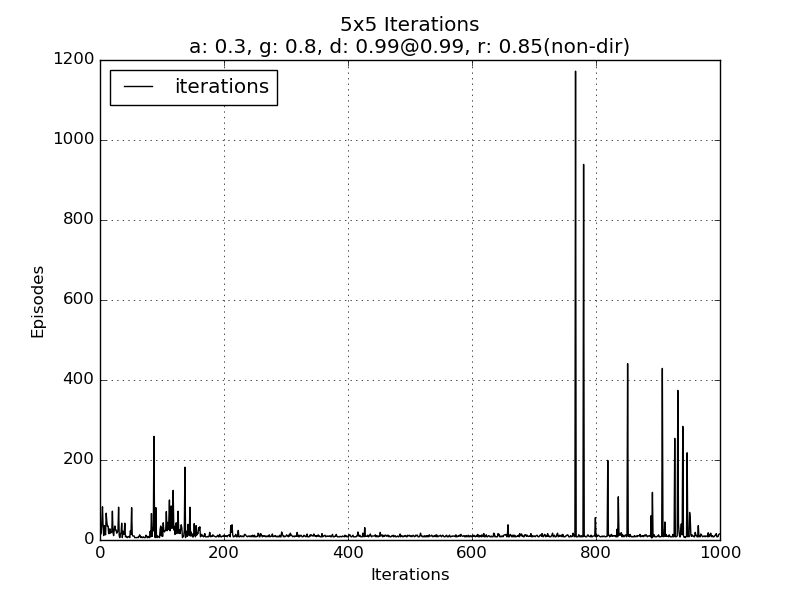 5x5 Iterations
a: 0.3, g: 0.8, d: 0.99@0.99, r: 0.85(non-dir)
iterations
Episodes
1200
1000
800
600
400
200
0
0 200 400 600 800 1000
Iterations